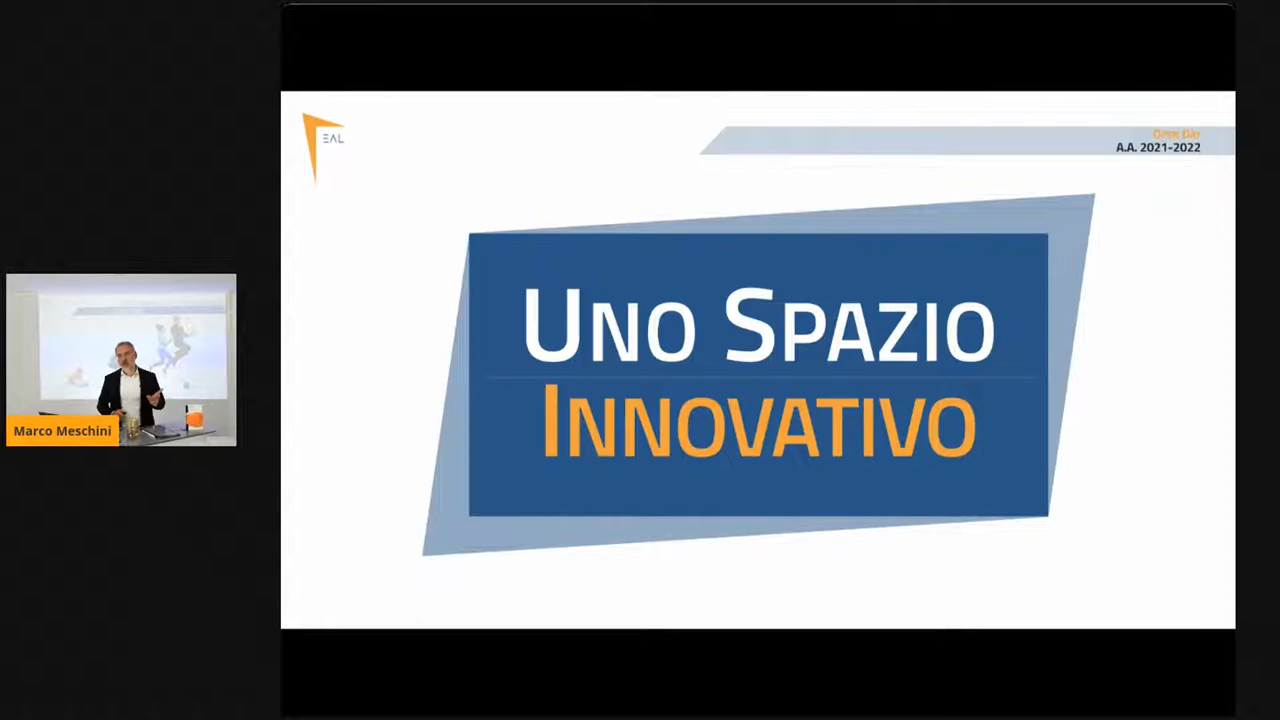 EAL
Open Day
A.A. 2021-2022
Uno Spazio
Innovativo
Marco Meschini